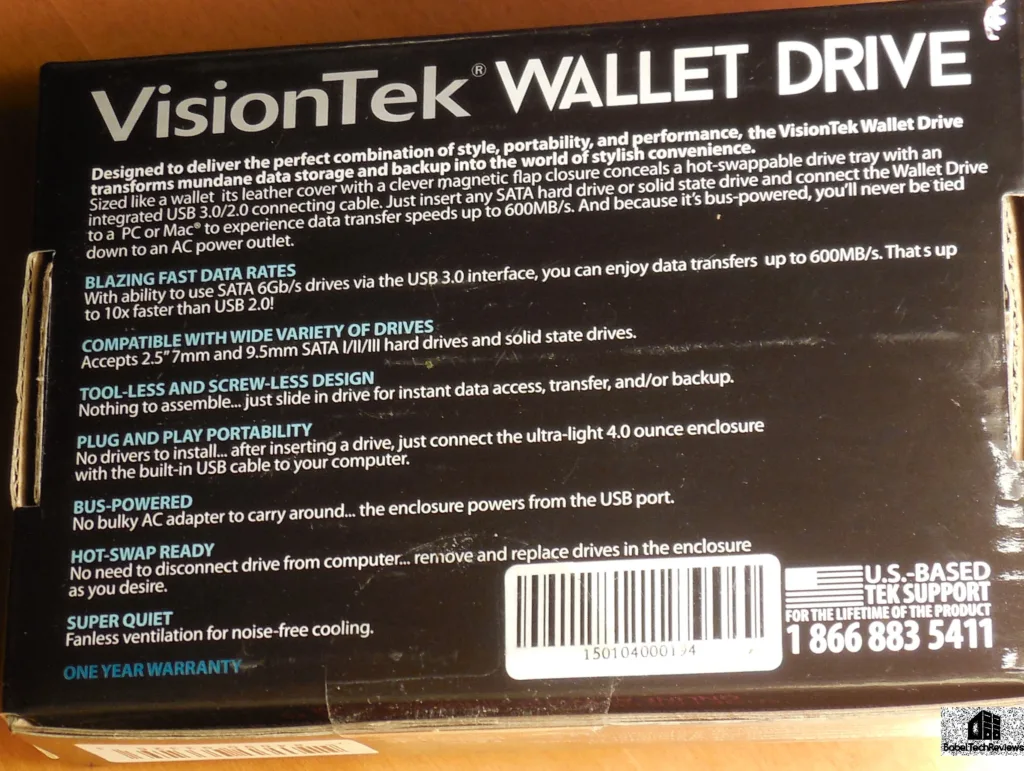 VisionTek® WALLET DRIVE
Designed to deliver the perfect combination of style, portability, and performance, the VisionTek Wallet Drive
transforms mundane data storage and backup into the world of stylish convenience.
Sized like a wallet its leather cover with a clever magnetic flap closure conceals a hot-swappable drive tray with an
integrated USB 3.0/2.0 connecting cable. Just insert any SATA hard drive or solid state drive and connect the Wallet Drive
to a PC or Mac® to experience data transfer speeds up to 600MB/s. And because it's bus-powered, you'll never be tied
down to an AC power outlet.
BLAZING FAST DATA RATES
With ability to use SATA 6Gb/s drives via the USB 3.0 interface, you can enjoy data transfers up to 600MB/s. That s up
to 10x faster than USB 2.0!
COMPATIBLE WITH WIDE VARIETY OF DRIVES
Accepts 2.5" 7mm and 9.5mm SATA I/II/III hard drives and solid state drives.
TOOL-LESS AND SCREW-LESS DESIGN
Nothing to assemble... just slide in drive for instant data access, transfer, and/or backup.
PLUG AND PLAY PORTABILITY
No drivers to install... after inserting a drive, just connect the ultra-light 4.0 ounce enclosure
with the built-in USB cable to your computer.
BUS-POWERED
No bulky AC adapter to carry around... the enclosure powers from the USB port.
HOT-SWAP READY
No need to disconnect drive from computer... remove and replace drives in the enclosure
as you desire.
SUPER QUIET
Fanless ventilation for noise-free cooling.
ONE YEAR WARRANTY
U.S.-BASED
TEK SUPPORT
FOR THE LIFETIME OF THE PRODUCT
1 866 883 5411
BabelTechReviews